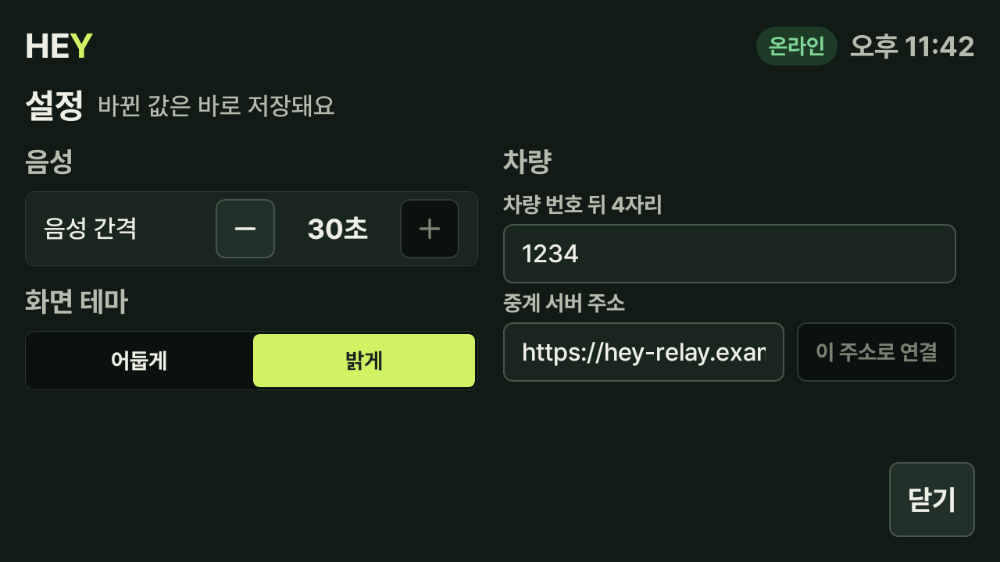 HEY
온라인 오후 11:42
설정 바뀐 값은 바로 저장돼요
음성
음성 간격 − 30초 +
화면 테마
어둡게 밝게
차량
차량 번호 뒤 4자리
1234
중계 서버 주소
https://hey-relay.exam 이 주소로 연결
닫기